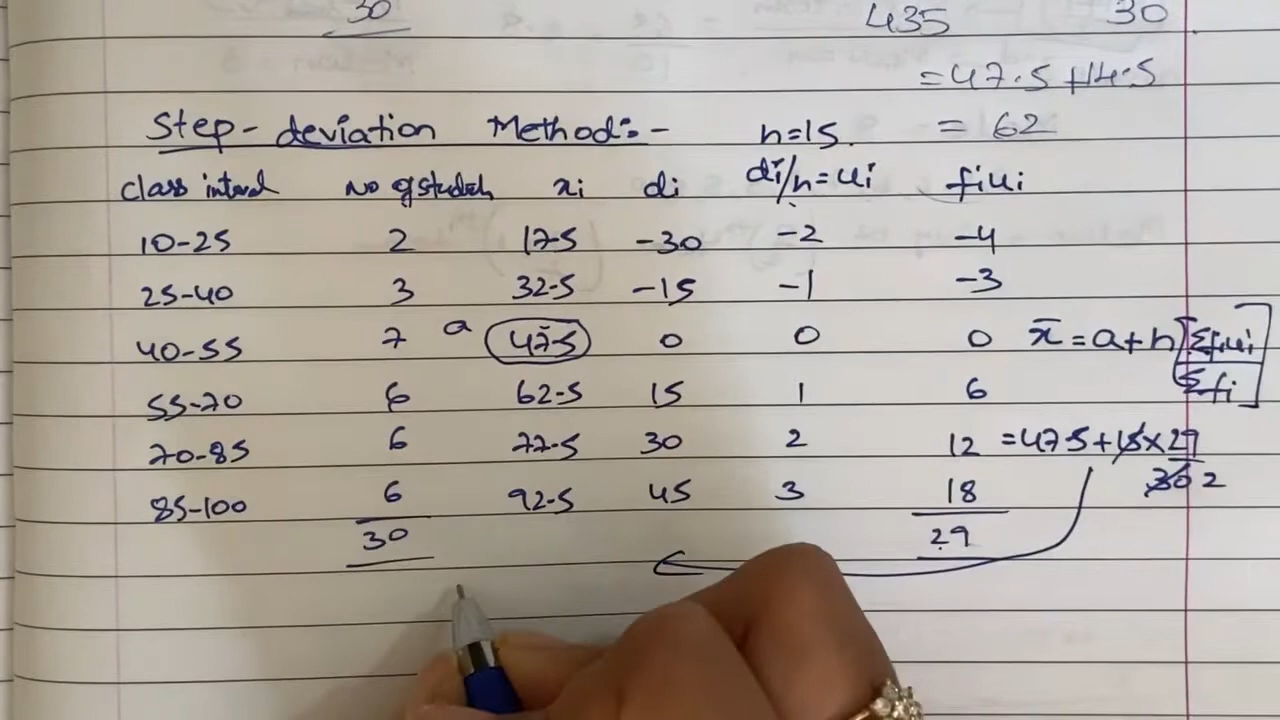 30 435 30
= 47.5 + 14.5
Step-deviation Method:- h=15. = 62
class interval No of students xi di di/h=ui fiui
10-25 2 17.5 -30 -2 -4
25-40 3 32.5 -15 -1 -3
40-55 7 a 47.5 0 0 0 x̄ = a+h[Σfiui/Σfi]
55-70 6 62.5 15 1 6
70-85 6 77.5 30 2 12 = 47.5 + 15×29
85-100 6 92.5 45 3 18 30 2
30 29